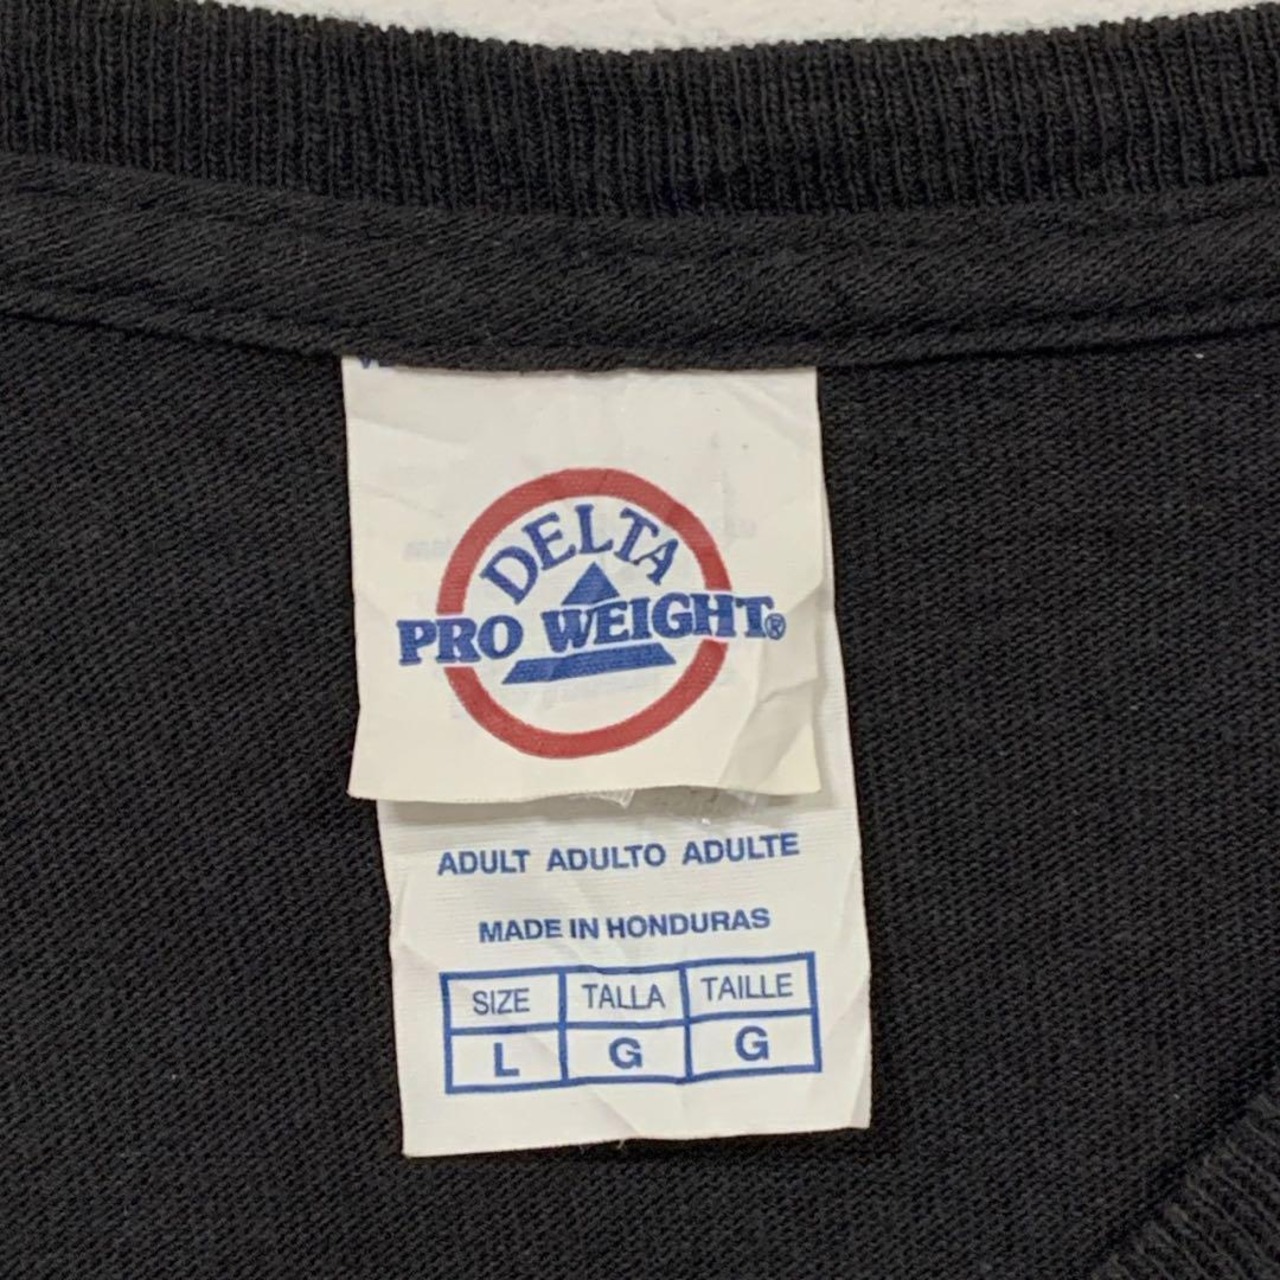 DELTA
PRO WEIGHT®
ADULT ADULTO ADULTE
MADE IN HONDURAS
SIZE TALLA TAILLE
L G G